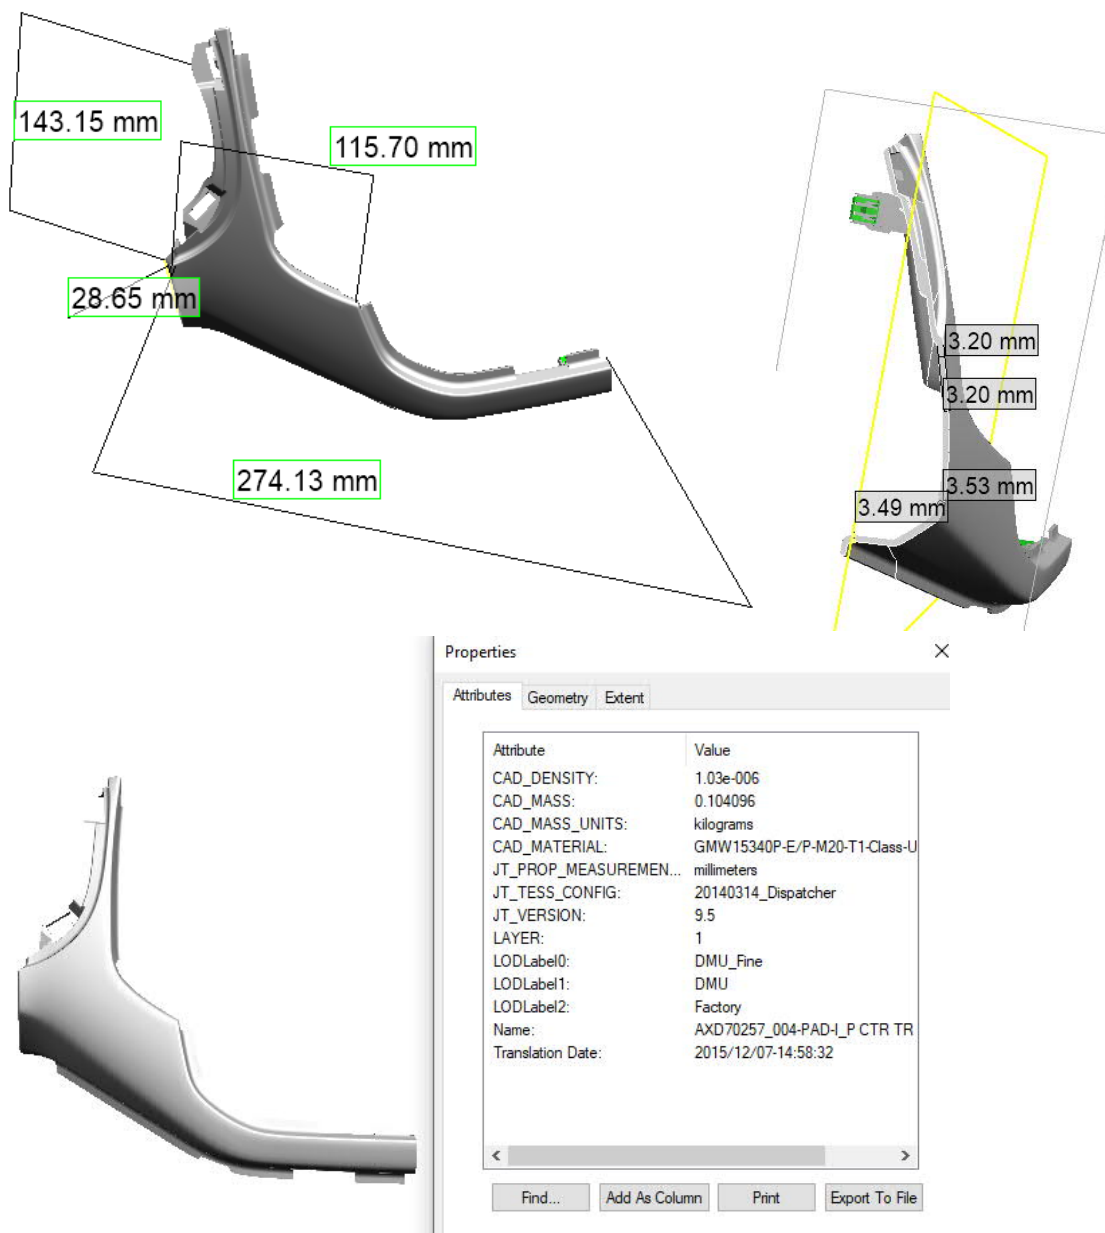 143.15 mm
115.70 mm
28.65 mm
274.13 mm
3.20 mm
3.20 mm
3.53 mm
3.49 mm
Properties
Attributes Geometry Extent
Attribute Value
CAD_DENSITY: 1.03e-006
CAD_MASS: 0.104096
CAD_MASS_UNITS: kilograms
CAD_MATERIAL: GMW15340P-E/P-M20-T1-Class-U
JT_PROP_MEASUREMEN... millimeters
JT_TESS_CONFIG: 20140314_Dispatcher
JT_VERSION: 9.5
LAYER: 1
LODLabel0: DMU_Fine
LODLabel1: DMU
LODLabel2: Factory
Name: AXD70257_004-PAD-I_P CTR TR
Translation Date: 2015/12/07-14:58:32
Find... Add As Column Print Export To File